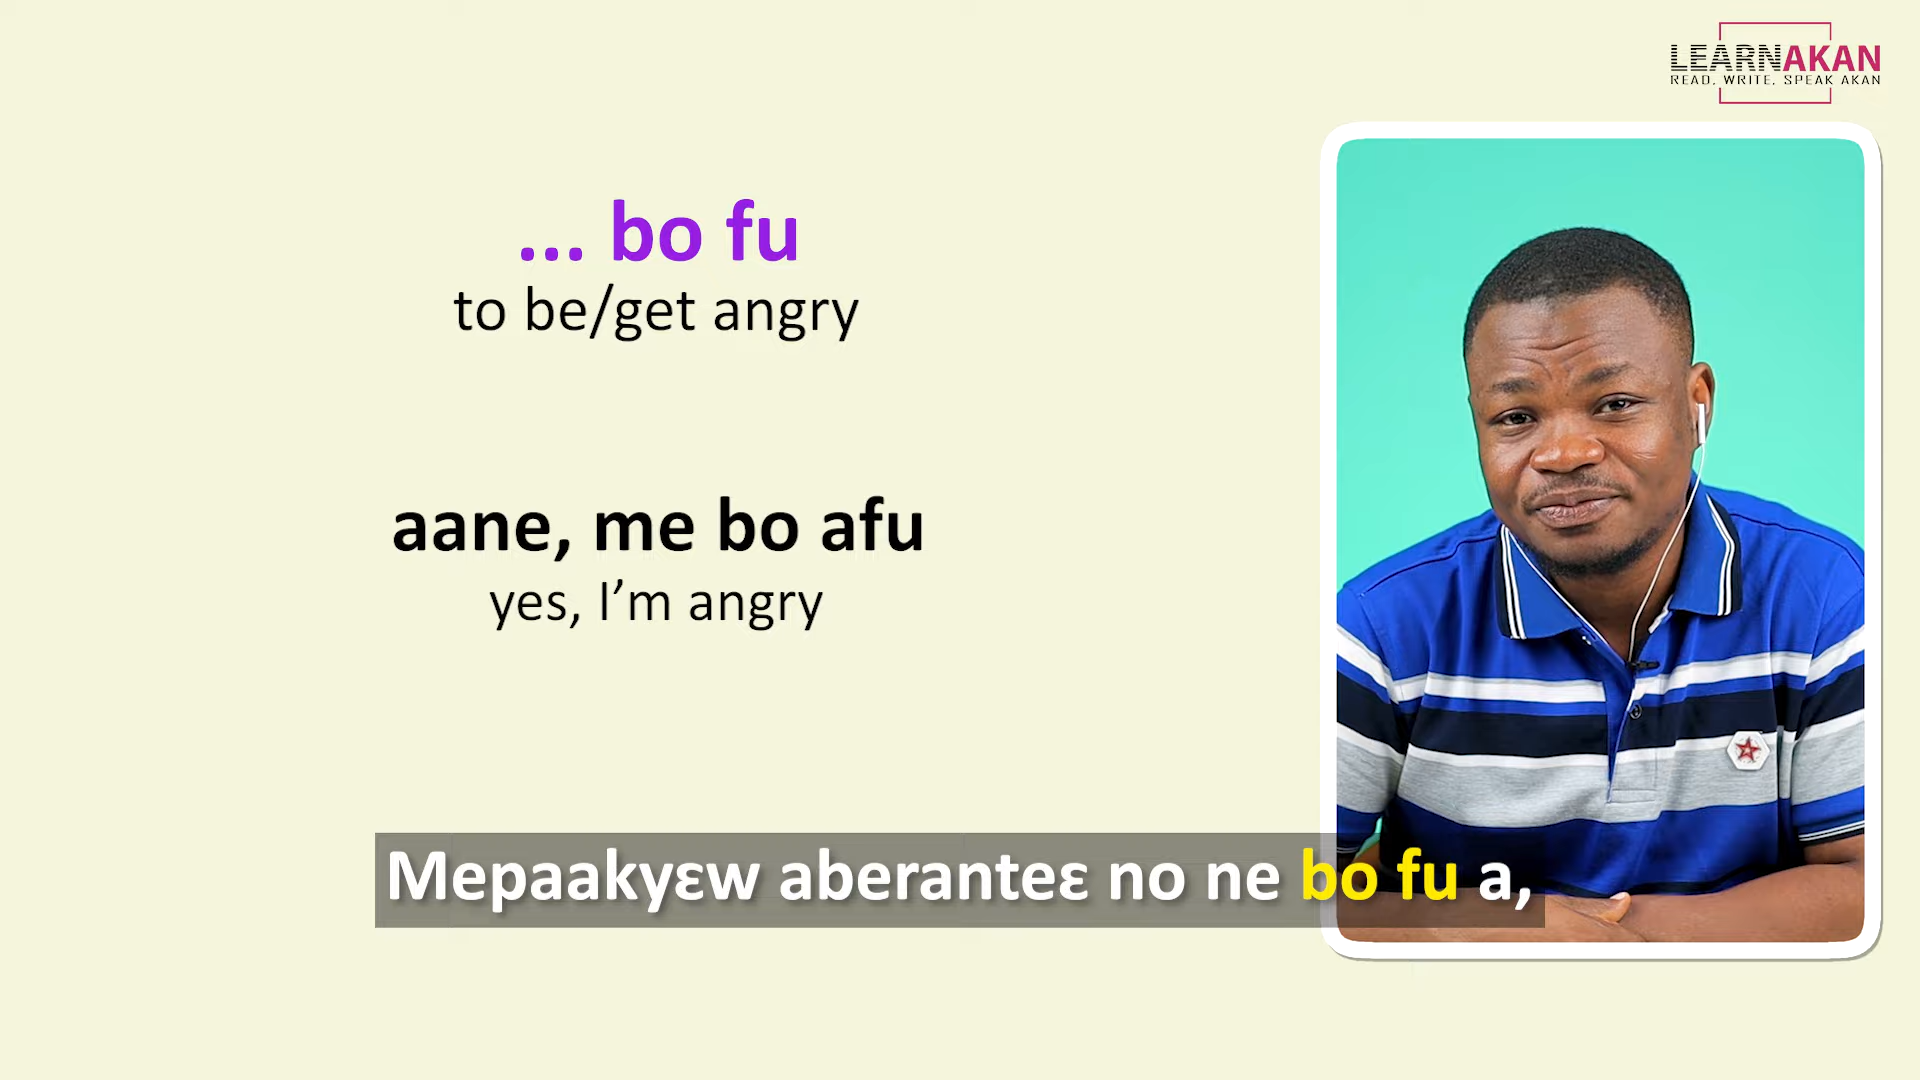 LEARNAKAN
READ, WRITE, SPEAK AKAN
... bo fu
to be/get angry
aane, me bo afu
yes, I’m angry
Mepaakyɛw aberanteɛ no ne bo fu a,